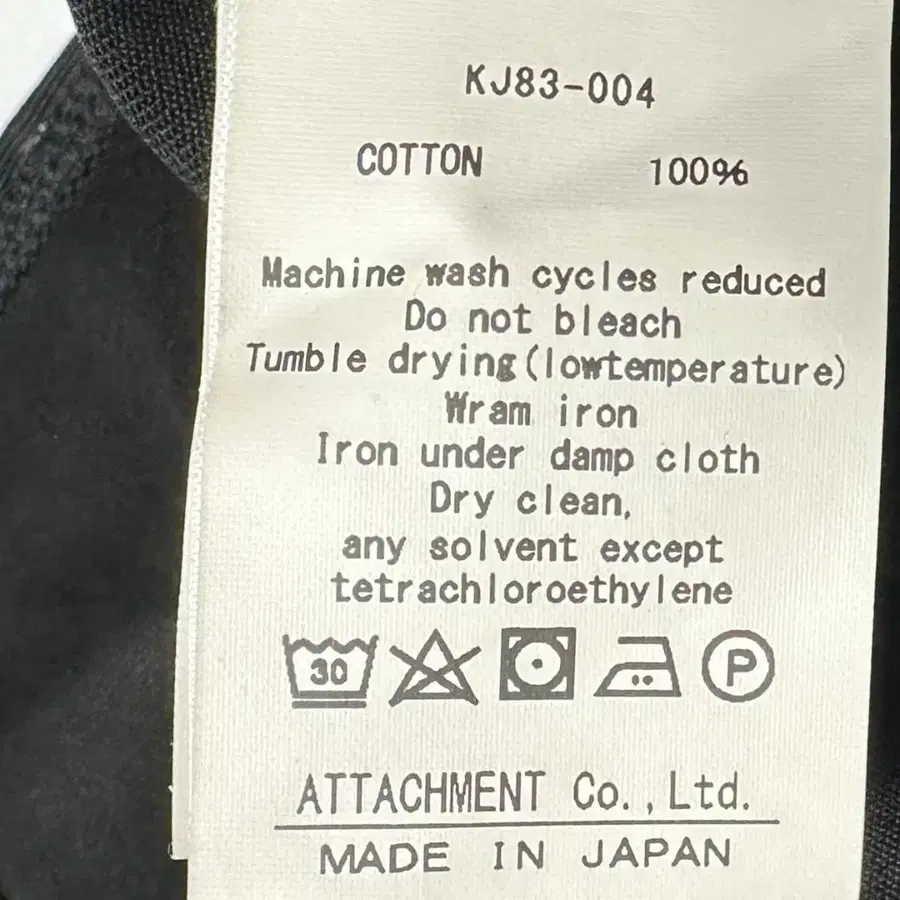 KJ83-004
COTTON 100%
Machine wash cycles reduced
Do not bleach
Tumble drying(lowtemperature)
Wram iron
Iron under damp cloth
Dry clean,
any solvent except
tetrachloroethylene
30 P
ATTACHMENT Co.,Ltd.
MADE IN JAPAN